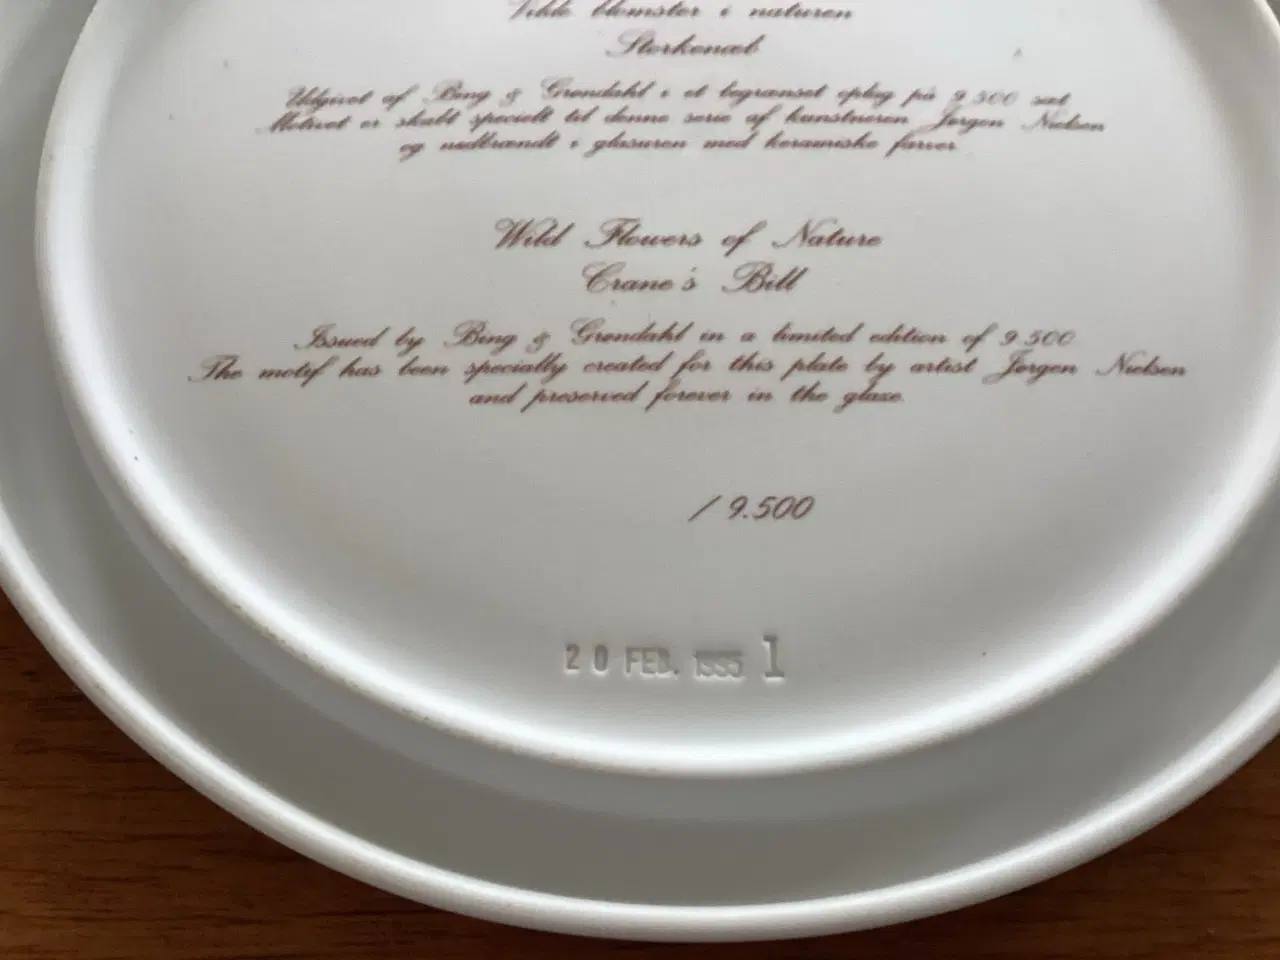 Vilde blomster i naturen
Storkenæb
Udgivet af Bing & Grøndahl i et begrænset oplag på 9.500 sæt
Motivet er skabt specielt til denne serie af kunstneren Jørgen Nielsen
og nedbrændt i glasuren med keramiske farver.
Wild Flowers of Nature
Crane's Bill
Issued by Bing & Grøndahl in a limited edition of 9.500
The motif has been specially created for this plate by artist Jørgen Nielsen
and preserved forever in the glaze.
/ 9.500
20 FEB. 1995 1